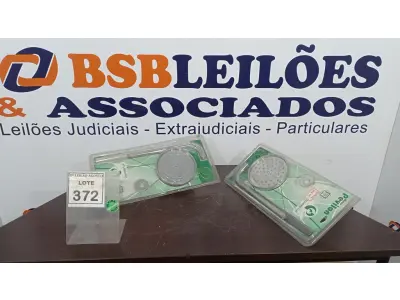 BSBLEILÕES
& ASSOCIADOS
Leilões Judiciais - Extrajudiciais - Particulares
LOTE
372